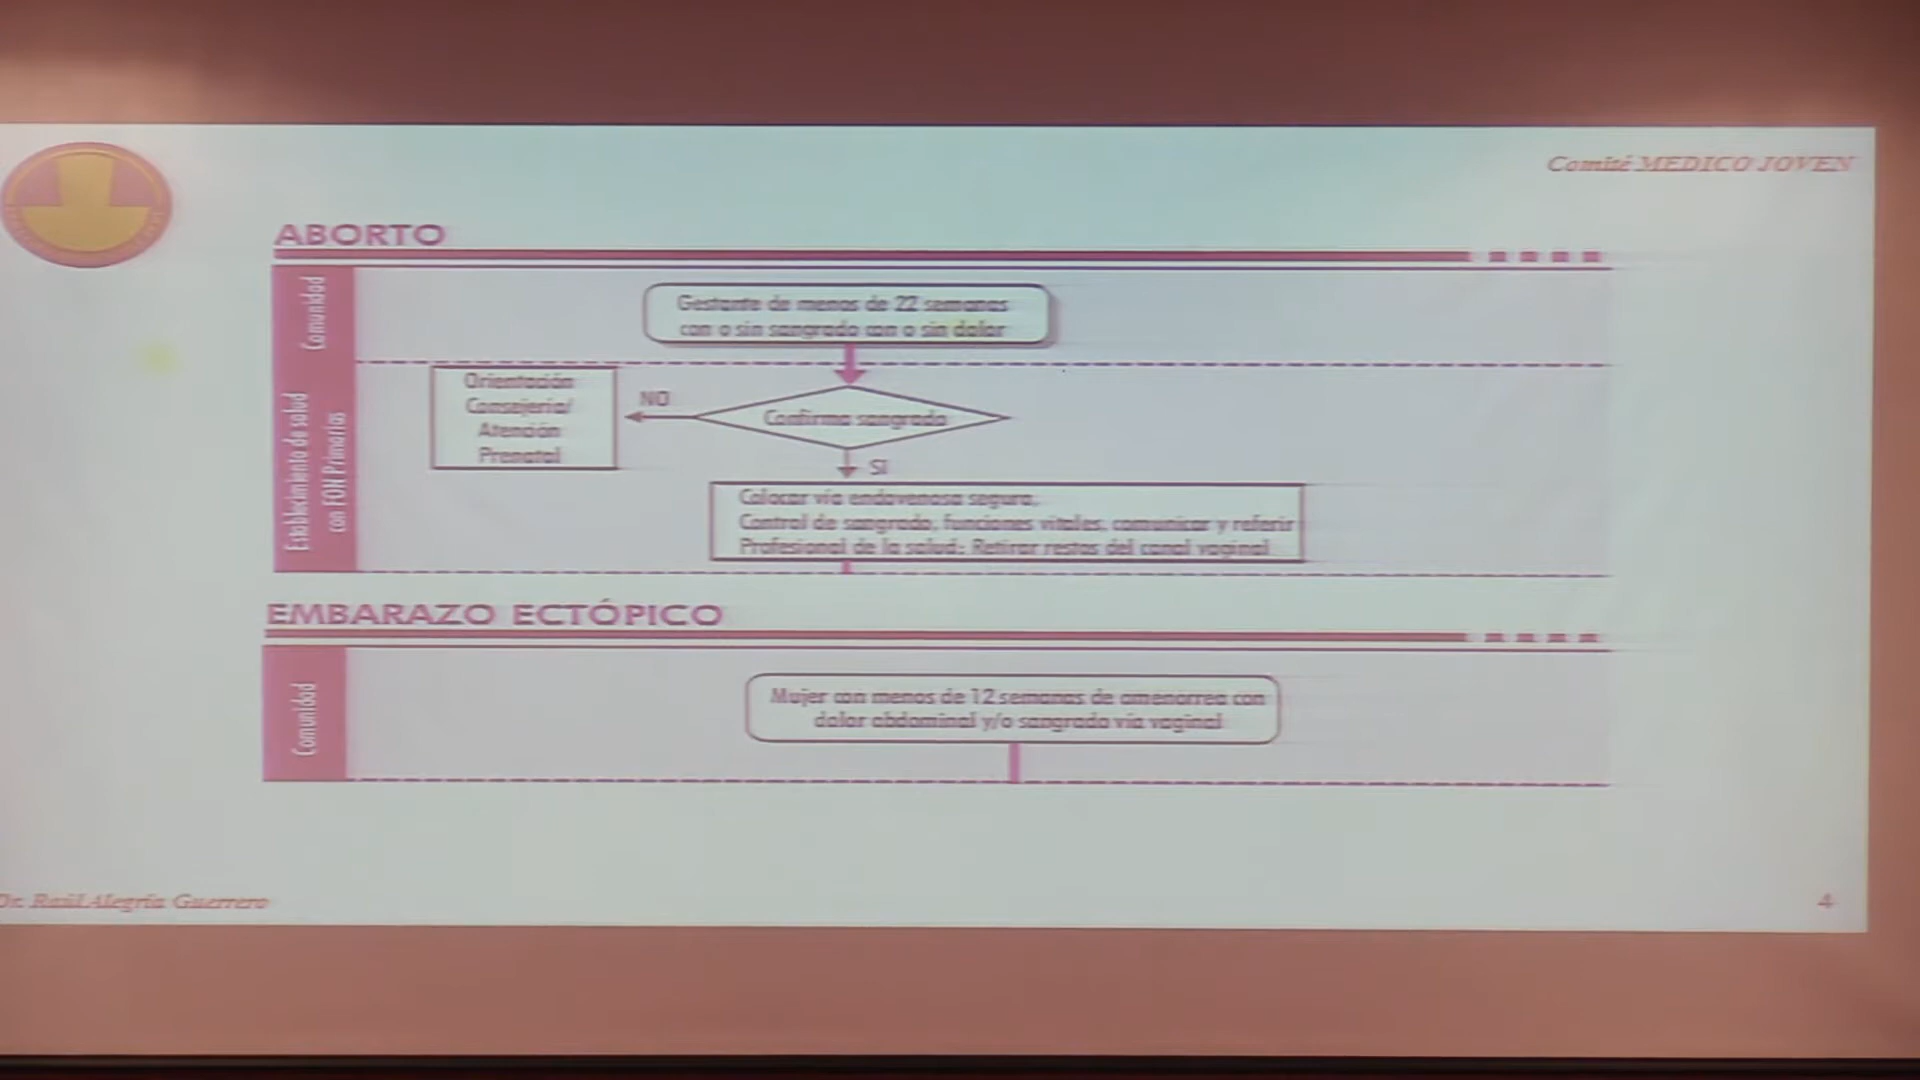 Comité MEDICO JOVEN
ABORTO
Comunidad
Gestante de menos de 22 semanas
con o sin sangrado con o sin dolor
Establecimiento de salud
con FON Primarias
Orientación
Consejería/
Atención
Prenatal
NO
Confirma sangrado
SI
Colocar vía endovenosa segura.
Control de sangrado, funciones vitales, comunicar y referir
Profesional de la salud: Retirar restos del canal vaginal
EMBARAZO ECTÓPICO
Comunidad
Mujer con menos de 12 semanas de amenorrea con
dolor abdominal y/o sangrado vía vaginal
Dr. Raúl Alegría Guerrero
4